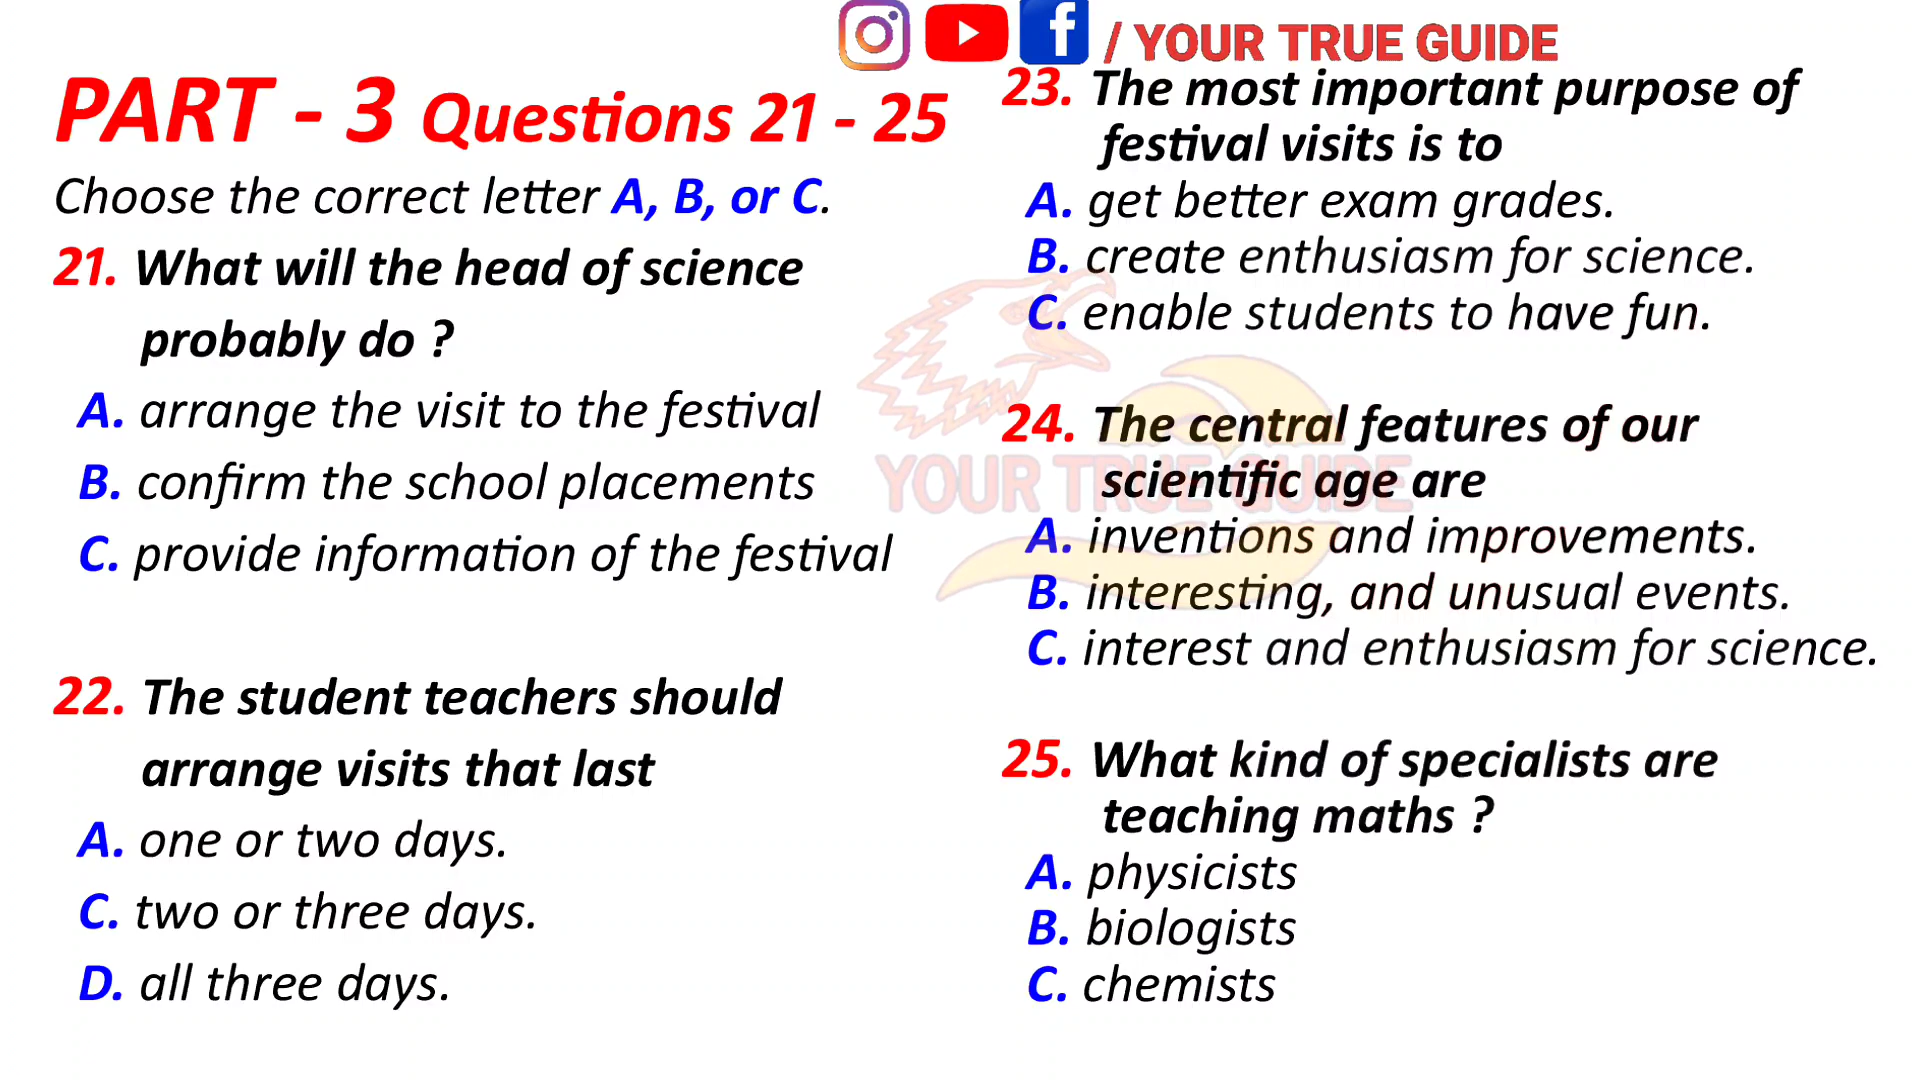 / YOUR TRUE GUIDE
PART - 3 Questions 21 - 25
Choose the correct letter A, B, or C.
21. What will the head of science
probably do ?
A. arrange the visit to the festival
B. confirm the school placements
C. provide information of the festival
22. The student teachers should
arrange visits that last
A. one or two days.
C. two or three days.
D. all three days.
23. The most important purpose of
festival visits is to
A. get better exam grades.
B. create enthusiasm for science.
C. enable students to have fun.
24. The central features of our
scientific age are
A. inventions and improvements.
B. interesting, and unusual events.
C. interest and enthusiasm for science.
25. What kind of specialists are
teaching maths ?
A. physicists
B. biologists
C. chemists
YOUR TRUE GUIDE